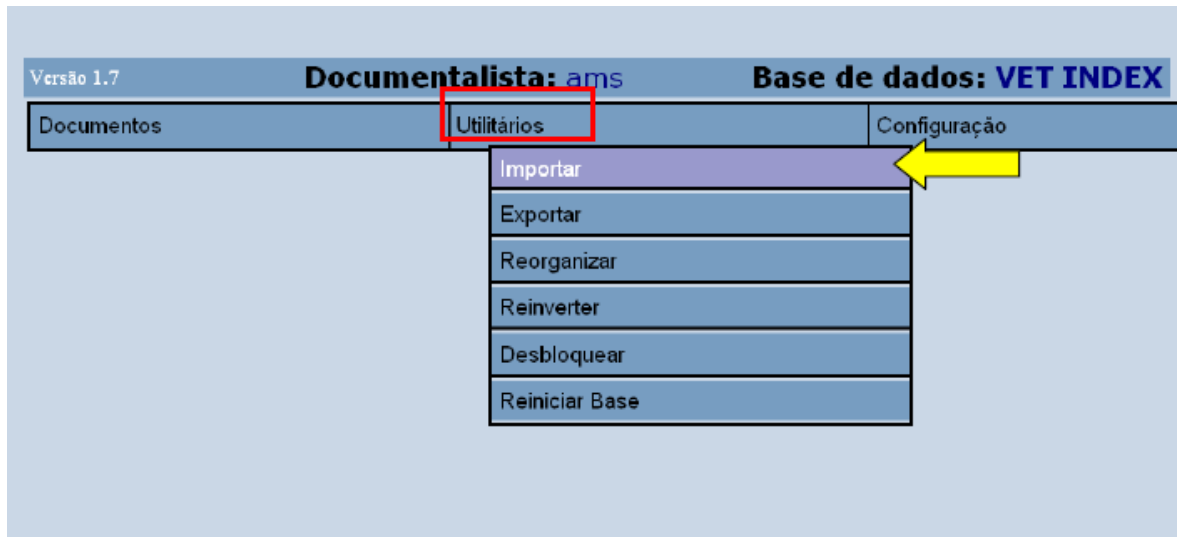 Versão 1.7 Documentalista: ams Base de dados: VET INDEX
Documentos Utilitários Configuração
Importar
Exportar
Reorganizar
Reinverter
Desbloquear
Reiniciar Base